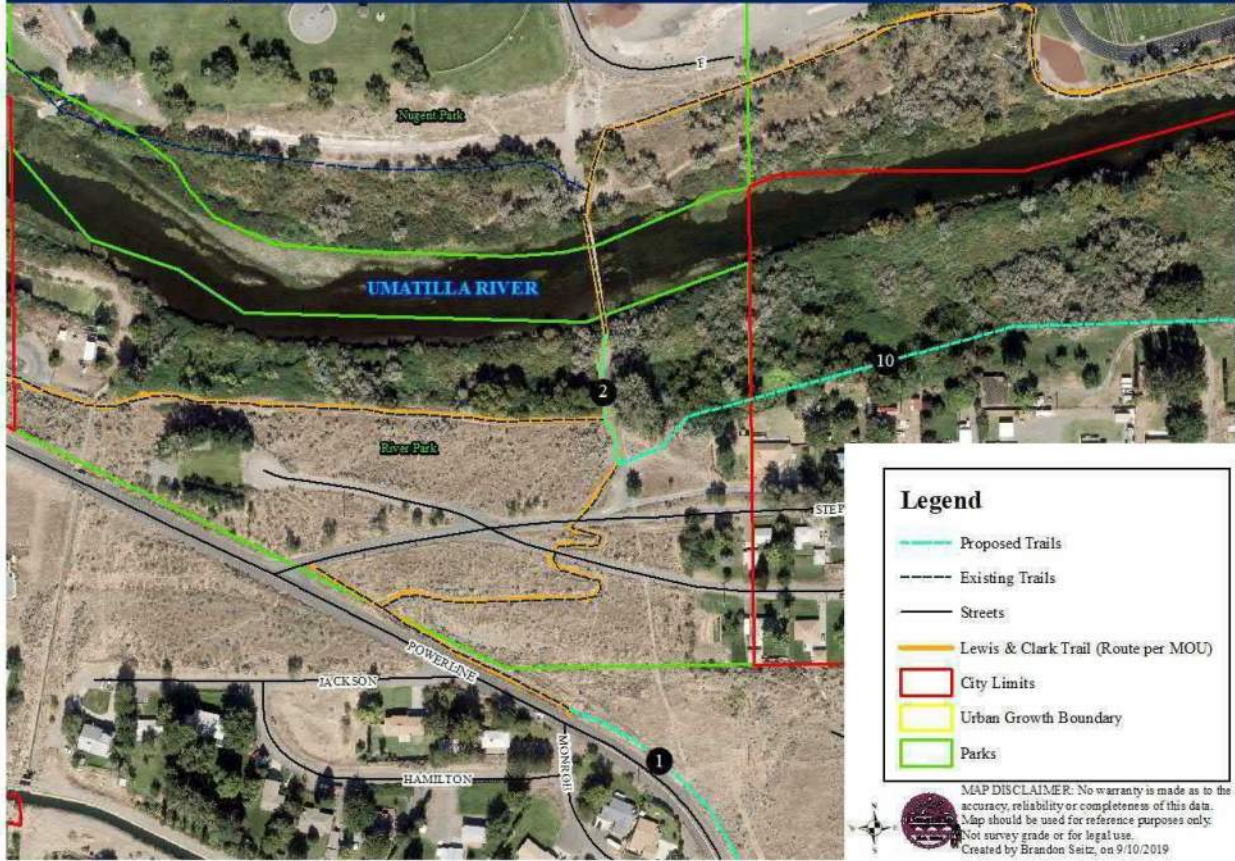 E
Nugent Park
UMATILLA RIVER
10
2
River Park
STEP
Legend
Proposed Trails
Existing Trails
Streets
Lewis & Clark Trail (Route per MOU)
City Limits
Urban Growth Boundary
Parks
POWERLINE
JACKSON
MONROE
HAMILTON
1
MAP DISCLAIMER: No warranty is made as to the
accuracy, reliability or completeness of this data.
Map should be used for reference purposes only.
Not survey grade or for legal use.
Created by Brandon Seitz, on 9/10/2019